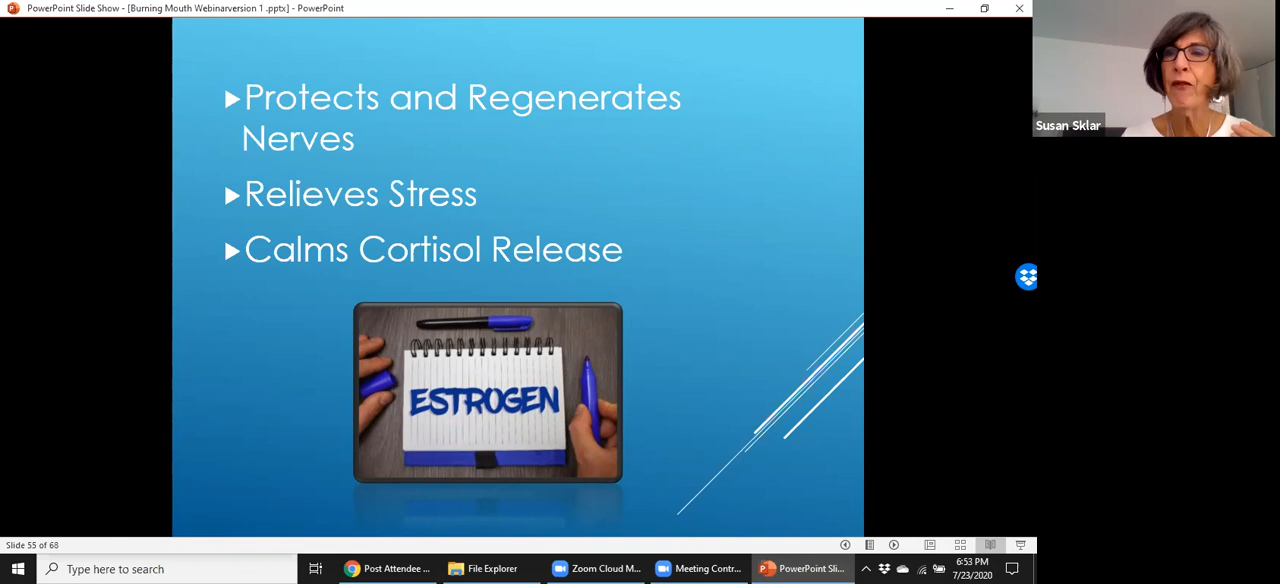 PowerPoint Slide Show - [Burning Mouth Webinarversion 1 .pptx] - PowerPoint
►Protects and Regenerates
Nerves
►Relieves Stress
►Calms Cortisol Release
ESTROGEN
Susan Sklar
Slide 55 of 68
Type here to search
Post Attendee ...
File Explorer
Zoom Cloud M...
Meeting Contr...
PowerPoint Sli...
6:53 PM
7/23/2020